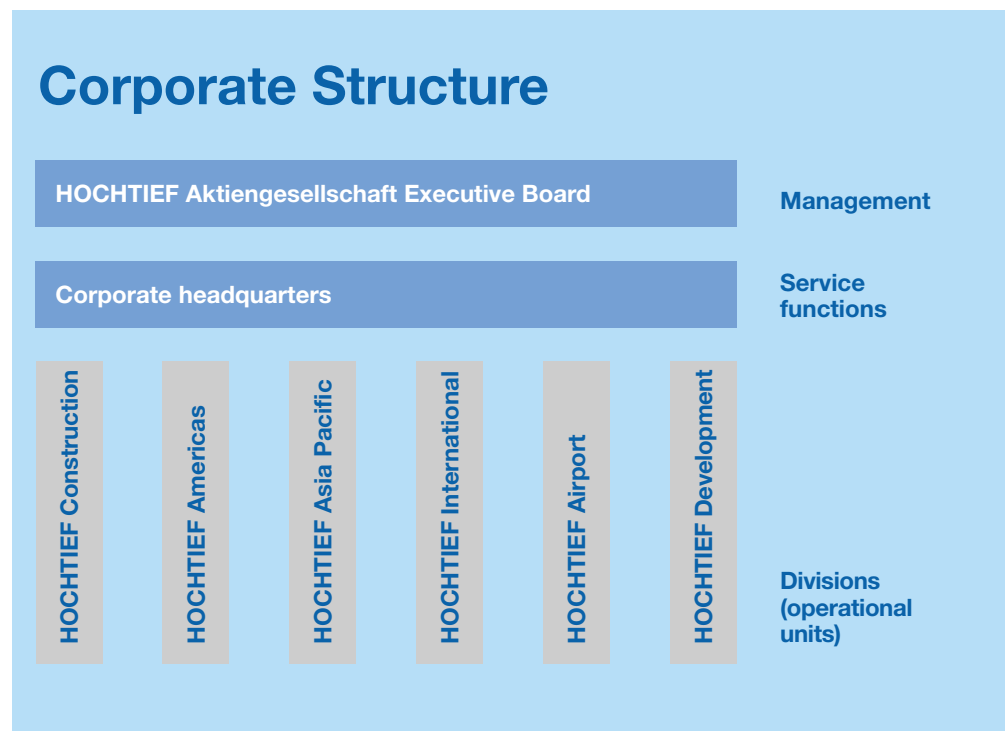 Corporate Structure
HOCHTIEF Aktiengesellschaft Executive Board
Management
Corporate headquarters
Service
functions
HOCHTIEF Construction
HOCHTIEF Americas
HOCHTIEF Asia Pacific
HOCHTIEF International
HOCHTIEF Airport
HOCHTIEF Development
Divisions
(operational
units)